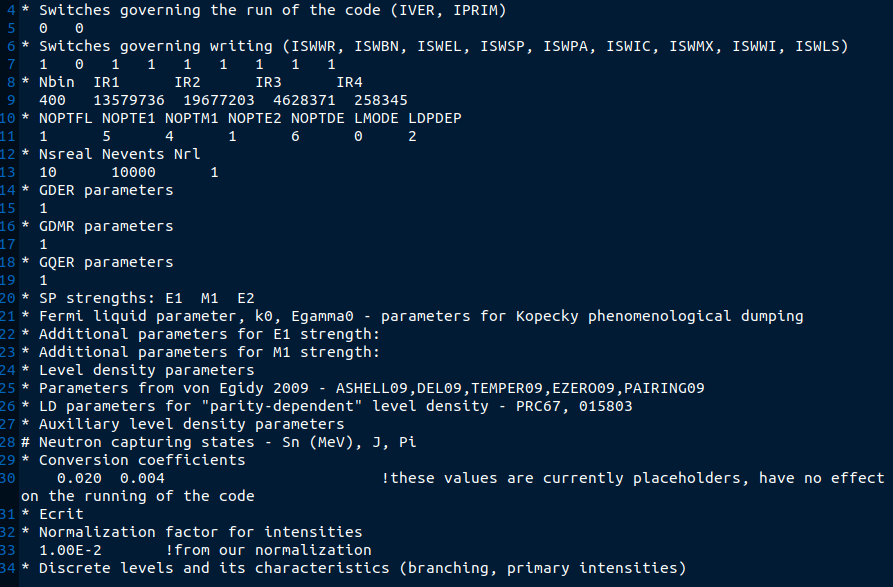 4 * Switches governing the run of the code (IVER, IPRIM)
5   0   0
6 * Switches governing writing (ISWWR, ISWBN, ISWEL, ISWSP, ISWPA, ISWIC, ISWMX, ISWWI, ISWLS)
7   1   0   1   1   1   1   1   1   1
8 * Nbin  IR1      IR2      IR3      IR4
9   400   13579736  19677203  4628371  258345
10 * NOPTFL NOPTE1 NOPTM1 NOPTE2 NOPTDE LMODE LDPDEP
11   1      5      4      1      6      0     2
12 * Nsreal Nevents Nrl
13   10      10000      1
14 * GDER parameters
15   1
16 * GDMR parameters
17   1
18 * GQER parameters
19   1
20 * SP strengths: E1  M1  E2
21 * Fermi liquid parameter, k0, Egamma0 - parameters for Kopecky phenomenological dumping
22 * Additional parameters for E1 strength:
23 * Additional parameters for M1 strength:
24 * Level density parameters
25 * Parameters from von Egidy 2009 - ASHELL09,DEL09,TEMPER09,EZERO09,PAIRING09
26 * LD parameters for "parity-dependent" level density - PRC67, 015803
27 * Auxiliary level density parameters
28 # Neutron capturing states - Sn (MeV), J, Pi
29 * Conversion coefficients
30     0.020  0.004                        !these values are currently placeholders, have no effect
on the running of the code
31 * Ecrit
32 * Normalization factor for intensities
33   1.00E-2       !from our normalization
34 * Discrete levels and its characteristics (branching, primary intensities)